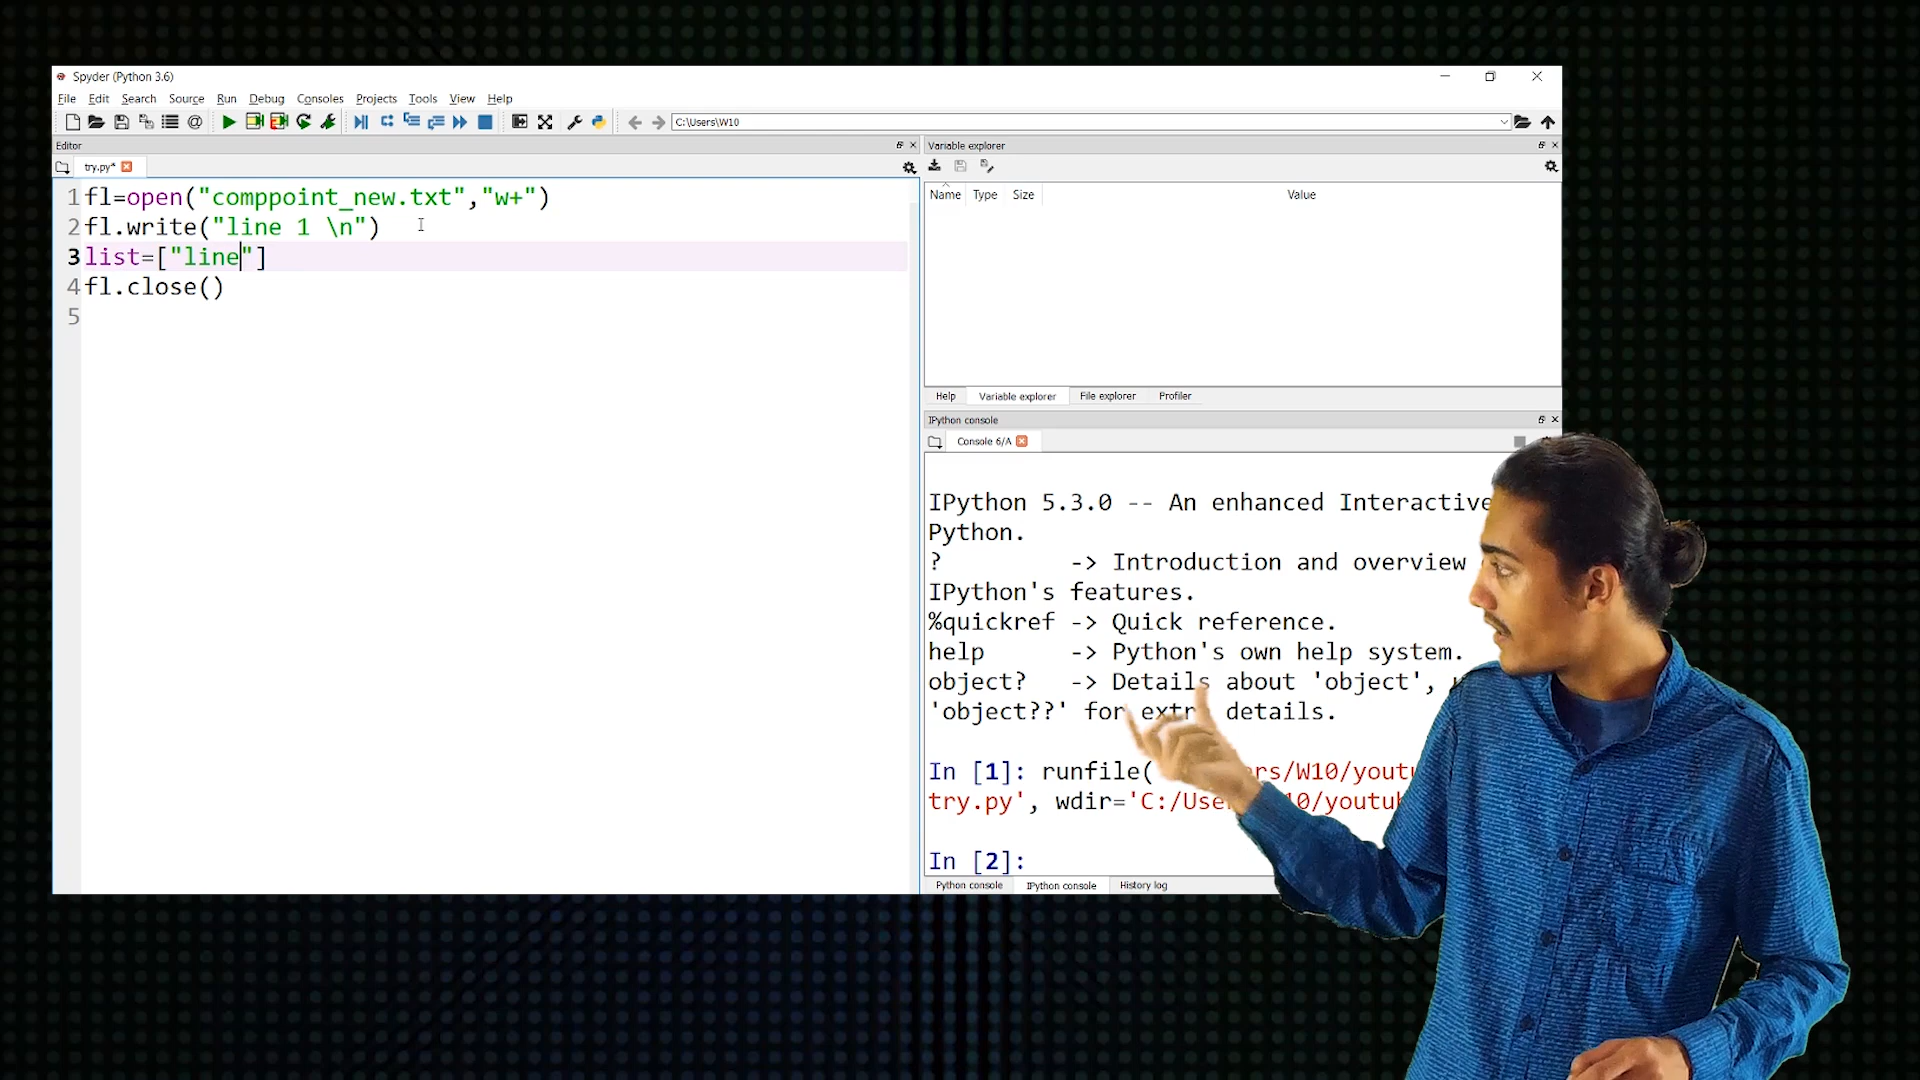 Spyder (Python 3.6)
File Edit Search Source Run Debug Consoles Projects Tools View Help
C:\Users\W10
Editor
try.py*
1 fl=open("comppoint_new.txt","w+")
2 fl.write("line 1 \n")
3 list=["line"]
4 fl.close()
5
Variable explorer
Name Type Size Value
Help Variable explorer File explorer Profiler
IPython console
Console 6/A
IPython 5.3.0 -- An enhanced Interactive
Python.
? -> Introduction and overview
IPython's features.
%quickref -> Quick reference.
help -> Python's own help system.
object? -> Details about 'object',
'object??' for extra details.
In [1]: runfile( ers/W10/youtu
try.py', wdir='C:/User 10/youtub
In [2]:
Python console IPython console History log